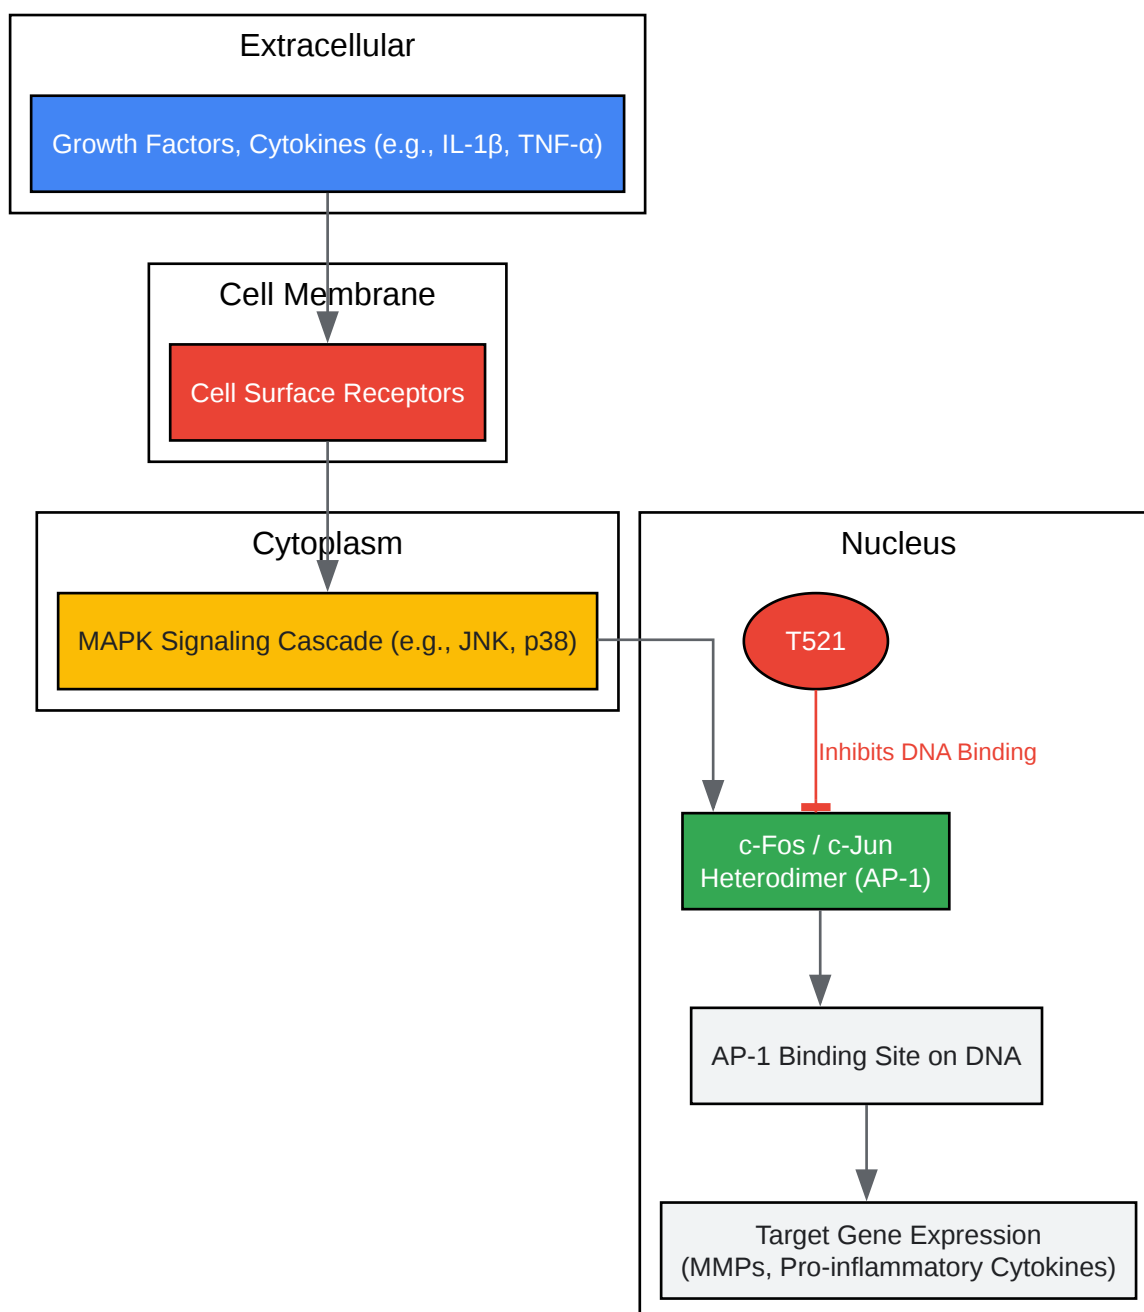 Extracellular
Growth Factors, Cytokines (e.g., IL-1β, TNF-α)
Cell Membrane
Cell Surface Receptors
Cytoplasm
MAPK Signaling Cascade (e.g., JNK, p38)
Nucleus
T521
Inhibits DNA Binding
c-Fos / c-Jun
Heterodimer (AP-1)
AP-1 Binding Site on DNA
Target Gene Expression
(MMPs, Pro-inflammatory Cytokines)